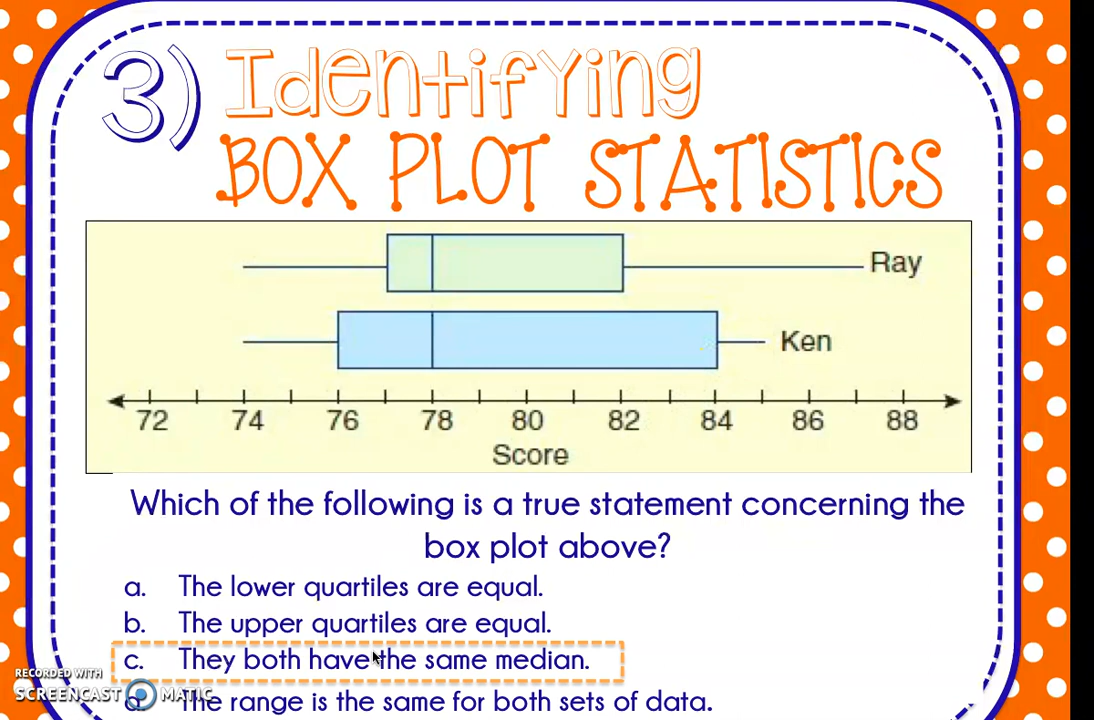 3) Identifying
BOX PLOT STATISTICS
Ray
Ken
72 74 76 78 80 82 84 86 88
Score
Which of the following is a true statement concerning the
box plot above?
a. The lower quartiles are equal.
b. The upper quartiles are equal.
c. They both have the same median.
RECORDED WITH
SCREENCAST MATIC
d. The range is the same for both sets of data.